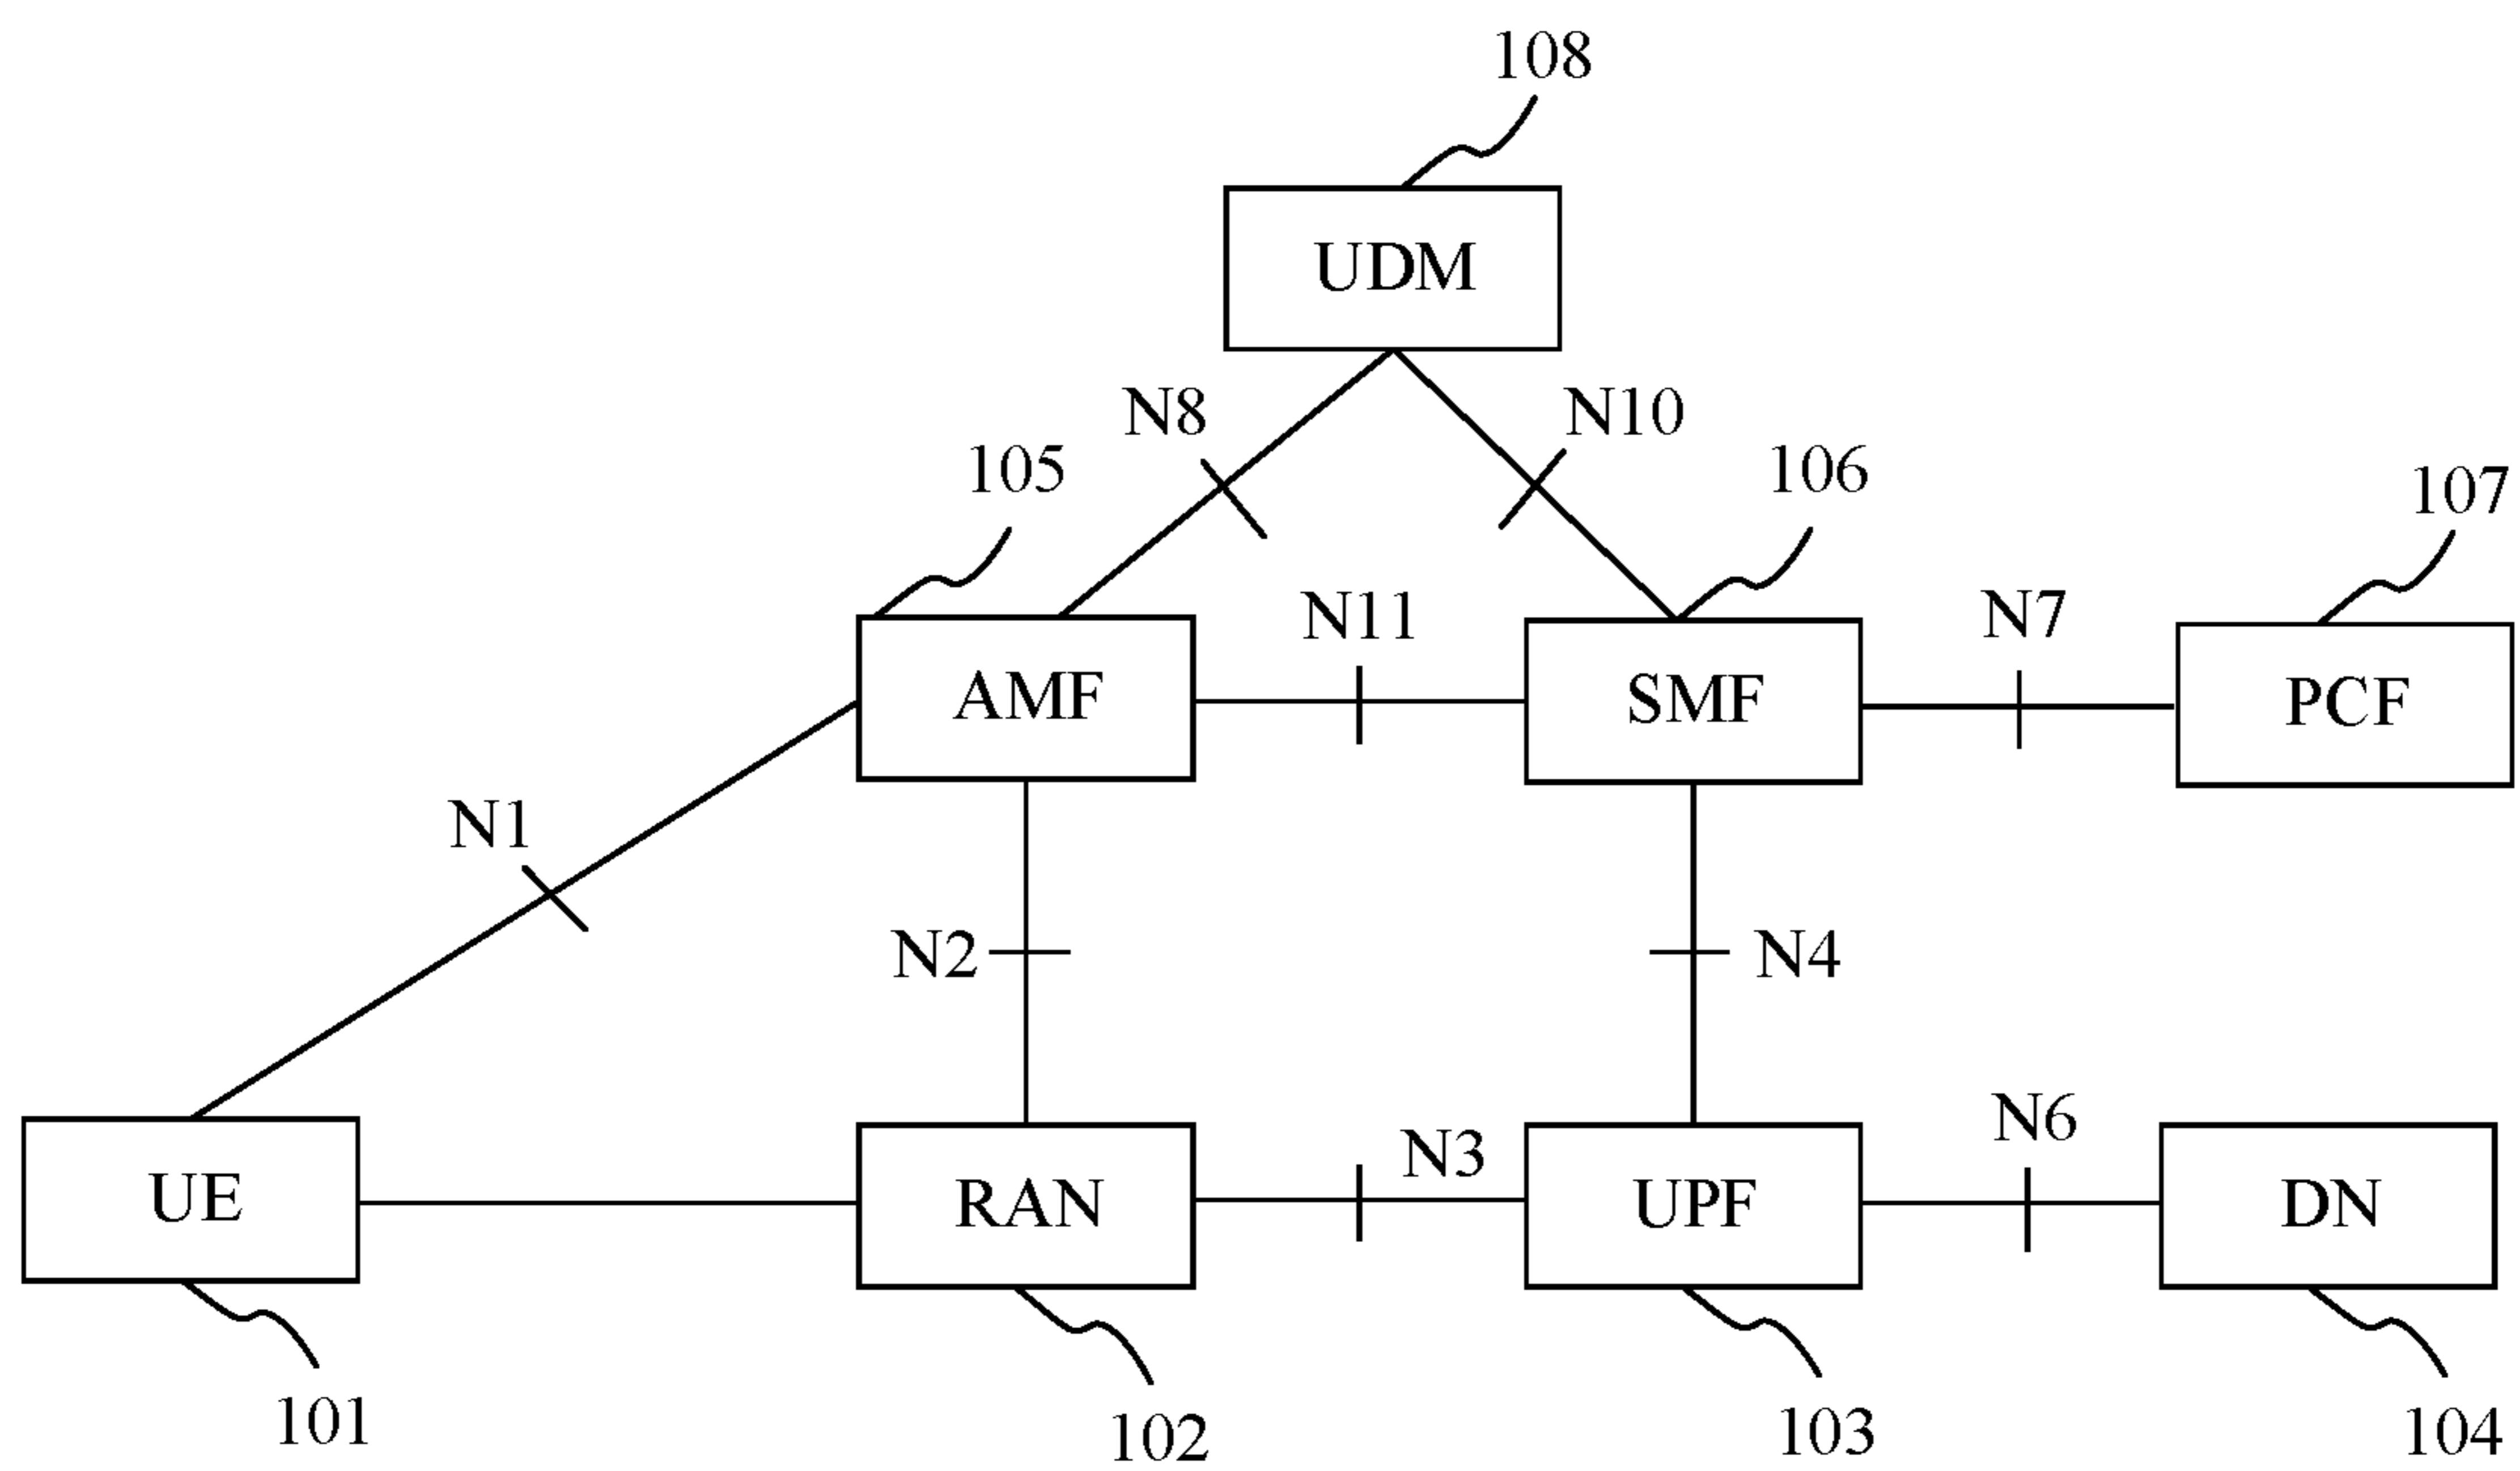 108
UDM
N8
N10
105
106
107
N11
N7
AMF
SMF
PCF
N1
N2
N4
N3
N6
UE
RAN
UPF
DN
101
102
103
104